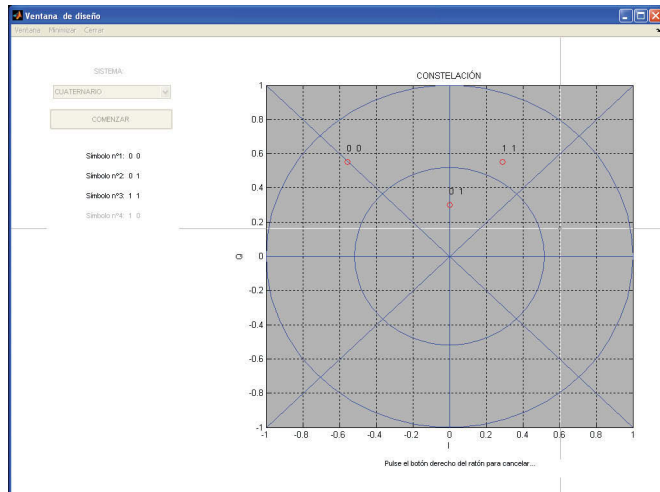 Ventana de diseño
Ventana Minimizar Cerrar
SISTEMA
CUATERNARIO
COMENZAR
Símbolo nº1: 0 0
Símbolo nº2: 0 1
Símbolo nº3: 1 1
Símbolo nº4: 1 0
CONSTELACIÓN
1
0.8
0.6
0.4
0.2
0
-0.2
-0.4
-0.6
-0.8
-1
Q
0 0
1 1
0 1
-1 -0.8 -0.6 -0.4 -0.2 0 0.2 0.4 0.6 0.8 1
I
Pulse el botón derecho del ratón para cancelar...